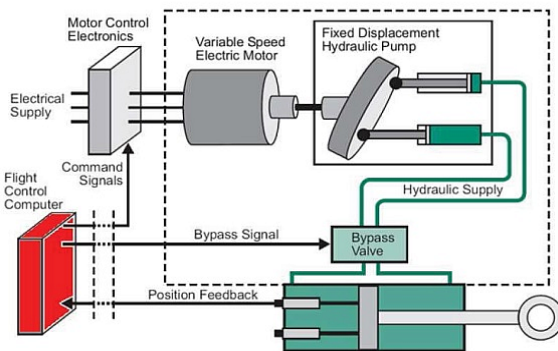 Motor Control
Electronics
Variable Speed
Electric Motor
Fixed Displacement
Hydraulic Pump
Electrical
Supply
Command
Signals
Flight
Control
Computer
Hydraulic Supply
Bypass Signal
Bypass
Valve
Position Feedback